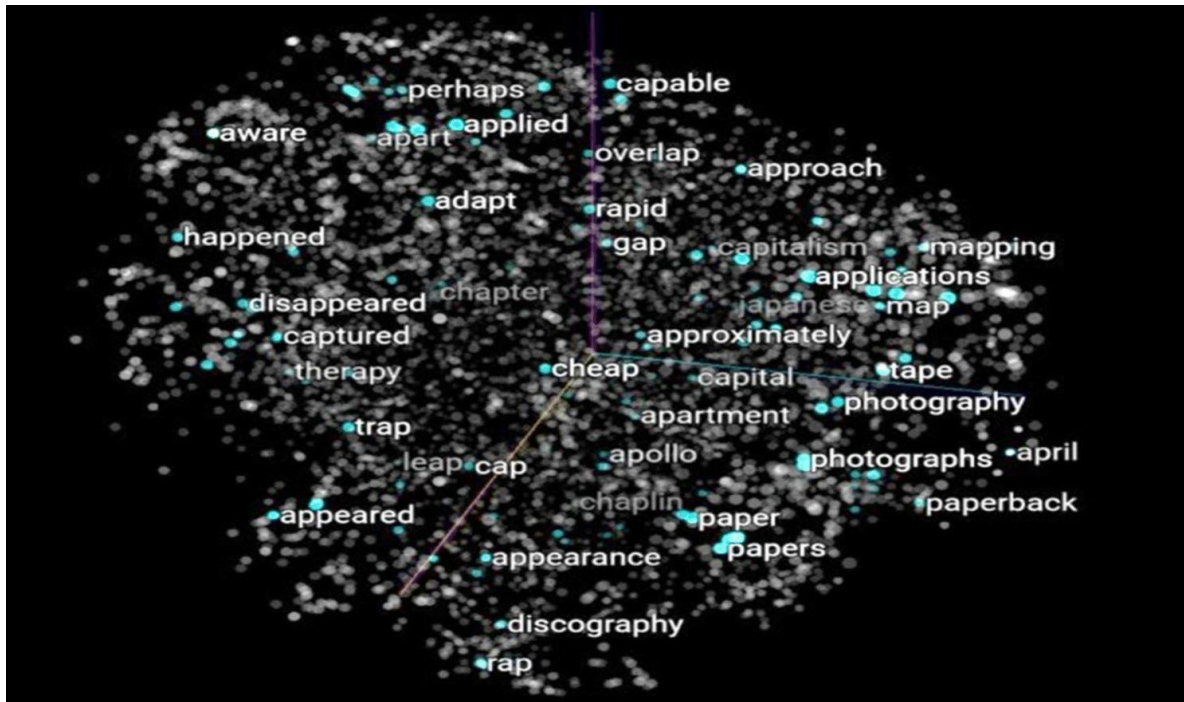 capable
perhaps
applied
aware
apart
overlap
approach
adapt
rapid
happened
gap
capitalism
mapping
applications
chapter
disappeared
japanese
map
captured
approximately
therapy
cheap
tape
capital
photography
apartment
trap
april
apollo
leap
cap
photographs
chaplin
paperback
appeared
paper
papers
appearance
discography
rap